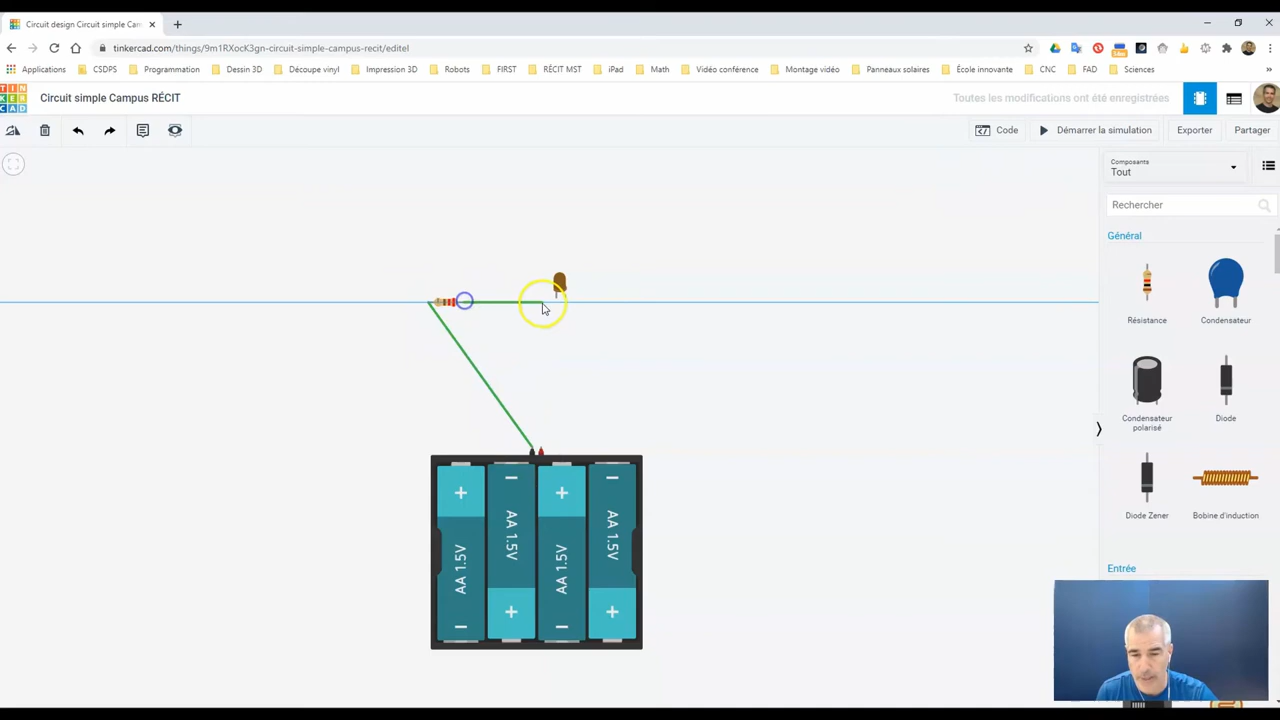 Circuit design Circuit simple Cam
tinkercad.com/things/9m1RXocK3gn-circuit-simple-campus-recit/editel
Applications CSDPS Programmation Dessin 3D Découpe vinyl Impression 3D Robots FIRST RÉCIT MST iPad Math Vidéo conférence Montage vidéo Panneaux solaires École innovante CNC FAD Sciences
TIN
KER
CAD
Circuit simple Campus RÉCIT
Toutes les modifications ont été enregistrées
Code
Démarrer la simulation
Exporter
Partager
Composants
Tout
Rechercher
Général
Résistance
Condensateur
Condensateur
polarisé
Diode
Diode Zener
Bobine d'induction
Entrée
+ − + −
AA 1.5V AA 1.5V AA 1.5V AA 1.5V
− + − +